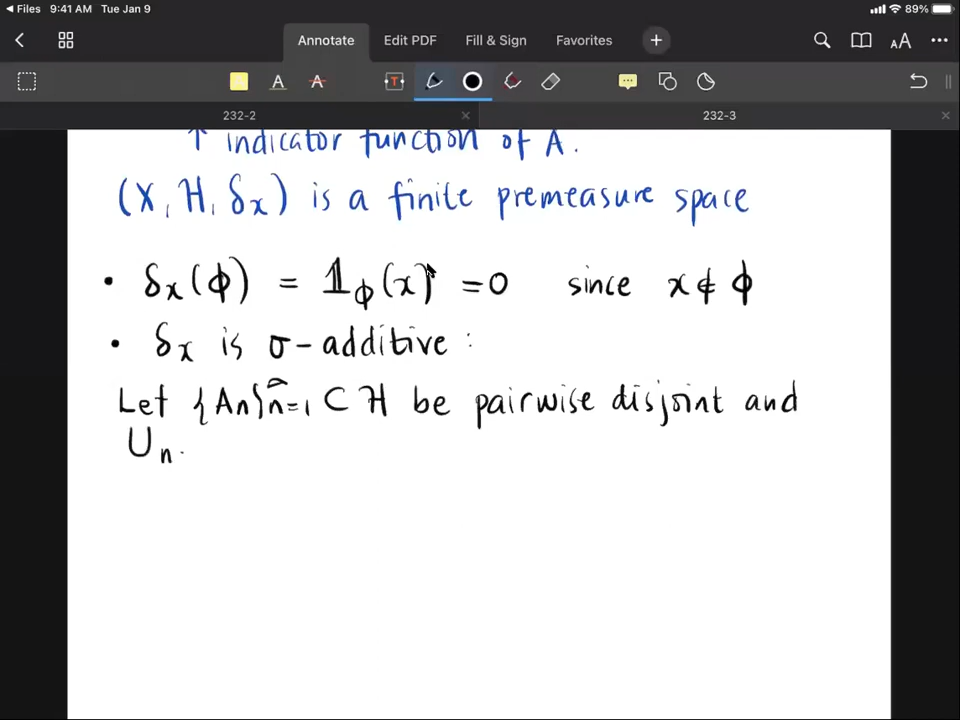 Files 9:41 AM Tue Jan 9 89%
Annotate Edit PDF Fill & Sign Favorites
232-2 232-3
↑ indicator function of A.
(X, H, δx) is a finite premeasure space
• δx(φ) = 𝟙φ(x) = 0 since x ∉ φ
• δx is σ-additive :
Let {An}n=1 ⊂ H be pairwise disjoint and
Un.